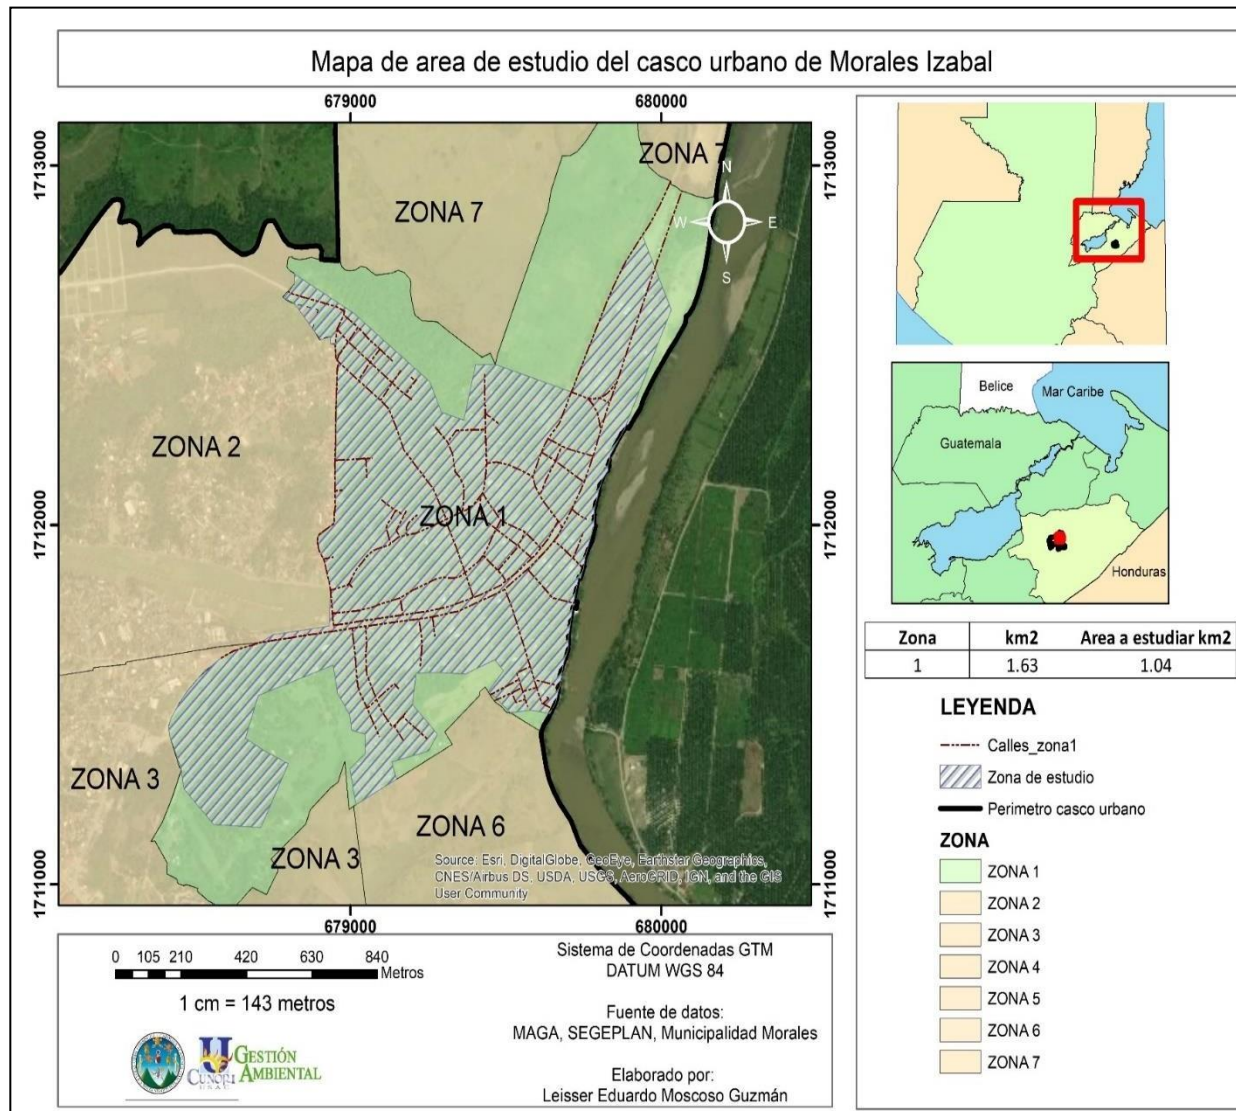 Mapa de area de estudio del casco urbano de Morales Izabal
679000 680000
1713000
1712000
1711000
1713000
1712000
1711000
679000 680000
ZONA 7
ZONA 7
N
W E
S
ZONA 2
ZONA 1
ZONA 3
ZONA 3
ZONA 6
Source: Esri, DigitalGlobe, GeoEye, Earthstar Geographics,
CNES/Airbus DS, USDA, USGS, AeroGRID, IGN, and the GIS
User Community
0 105 210 420 630 840
Metros
1 cm = 143 metros
CUNORI
USAC
GESTIÓN
AMBIENTAL
Sistema de Coordenadas GTM
DATUM WGS 84
Fuente de datos:
MAGA, SEGEPLAN, Municipalidad Morales
Elaborado por:
Leisser Eduardo Moscoso Guzmán
Belice
Mar Caribe
Guatemala
Honduras
Zona km2 Area a estudiar km2
1 1.63 1.04
LEYENDA
Calles_zona1
Zona de estudio
Perimetro casco urbano
ZONA
ZONA 1
ZONA 2
ZONA 3
ZONA 4
ZONA 5
ZONA 6
ZONA 7